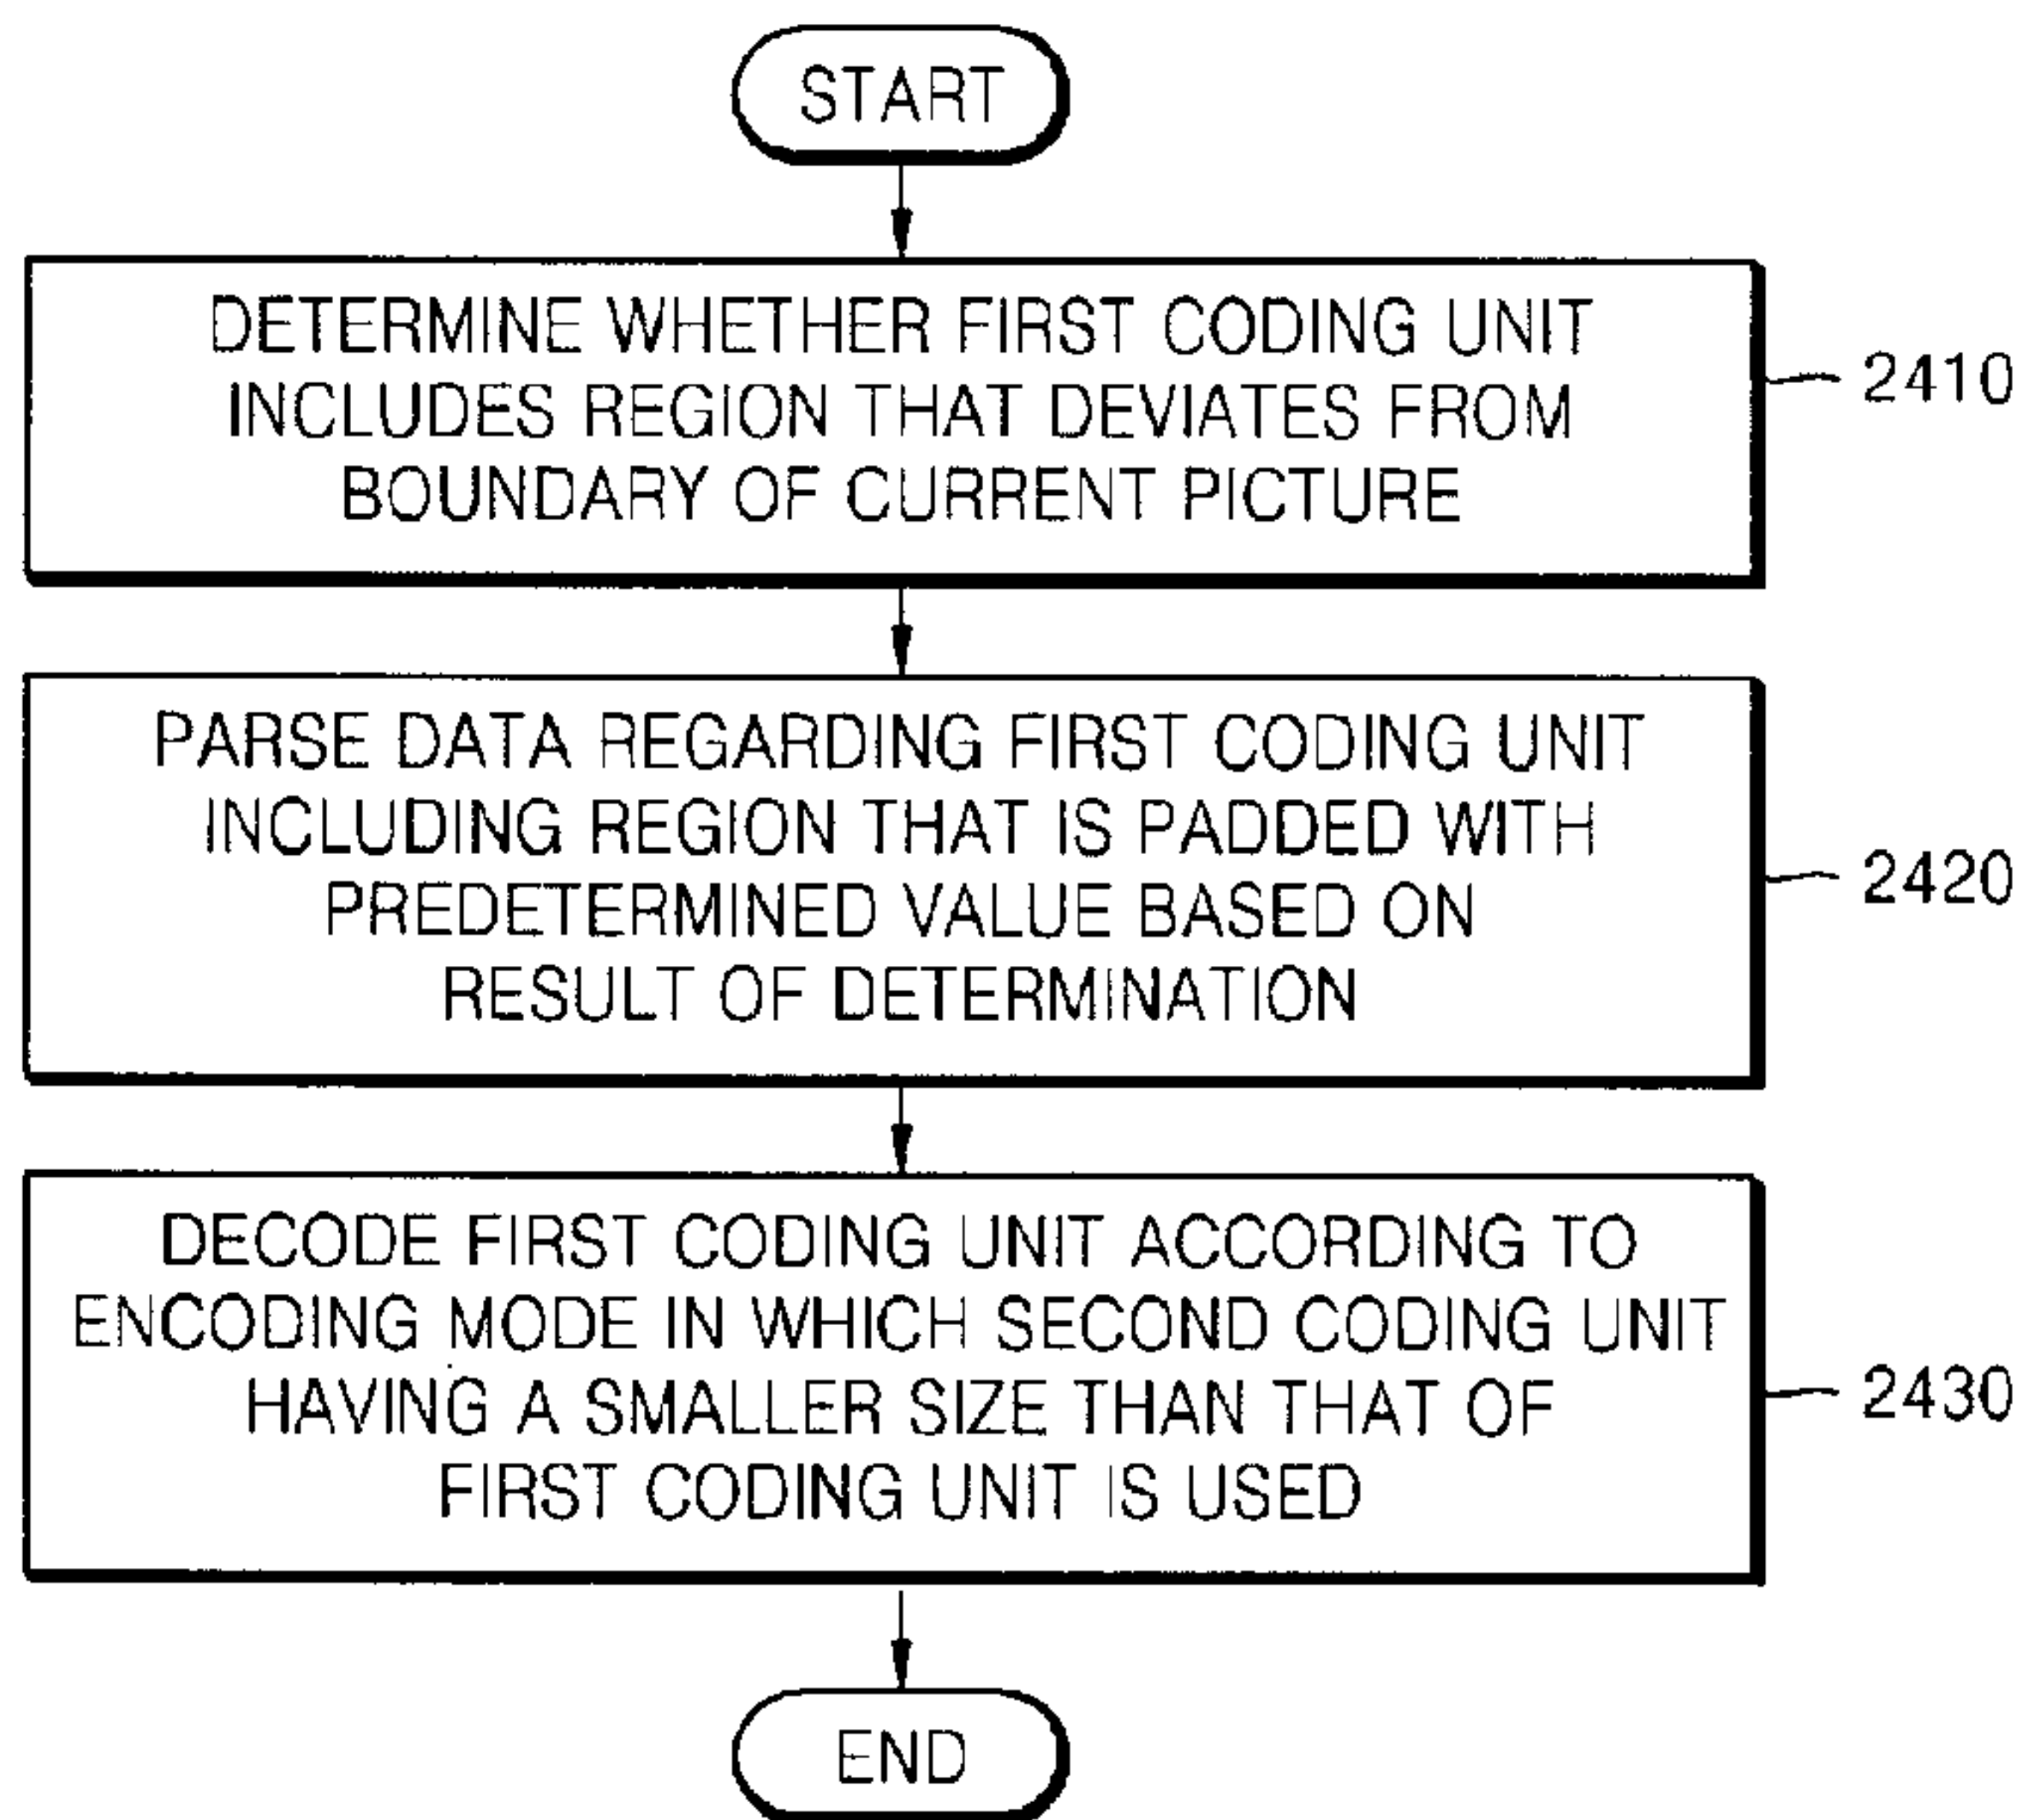 START
DETERMINE WHETHER FIRST CODING UNIT
INCLUDES REGION THAT DEVIATES FROM
BOUNDARY OF CURRENT PICTURE
2410
PARSE DATA REGARDING FIRST CODING UNIT
INCLUDING REGION THAT IS PADDED WITH
PREDETERMINED VALUE BASED ON
RESULT OF DETERMINATION
2420
DECODE FIRST CODING UNIT ACCORDING TO
ENCODING MODE IN WHICH SECOND CODING UNIT
HAVING A SMALLER SIZE THAN THAT OF
FIRST CODING UNIT IS USED
2430
END